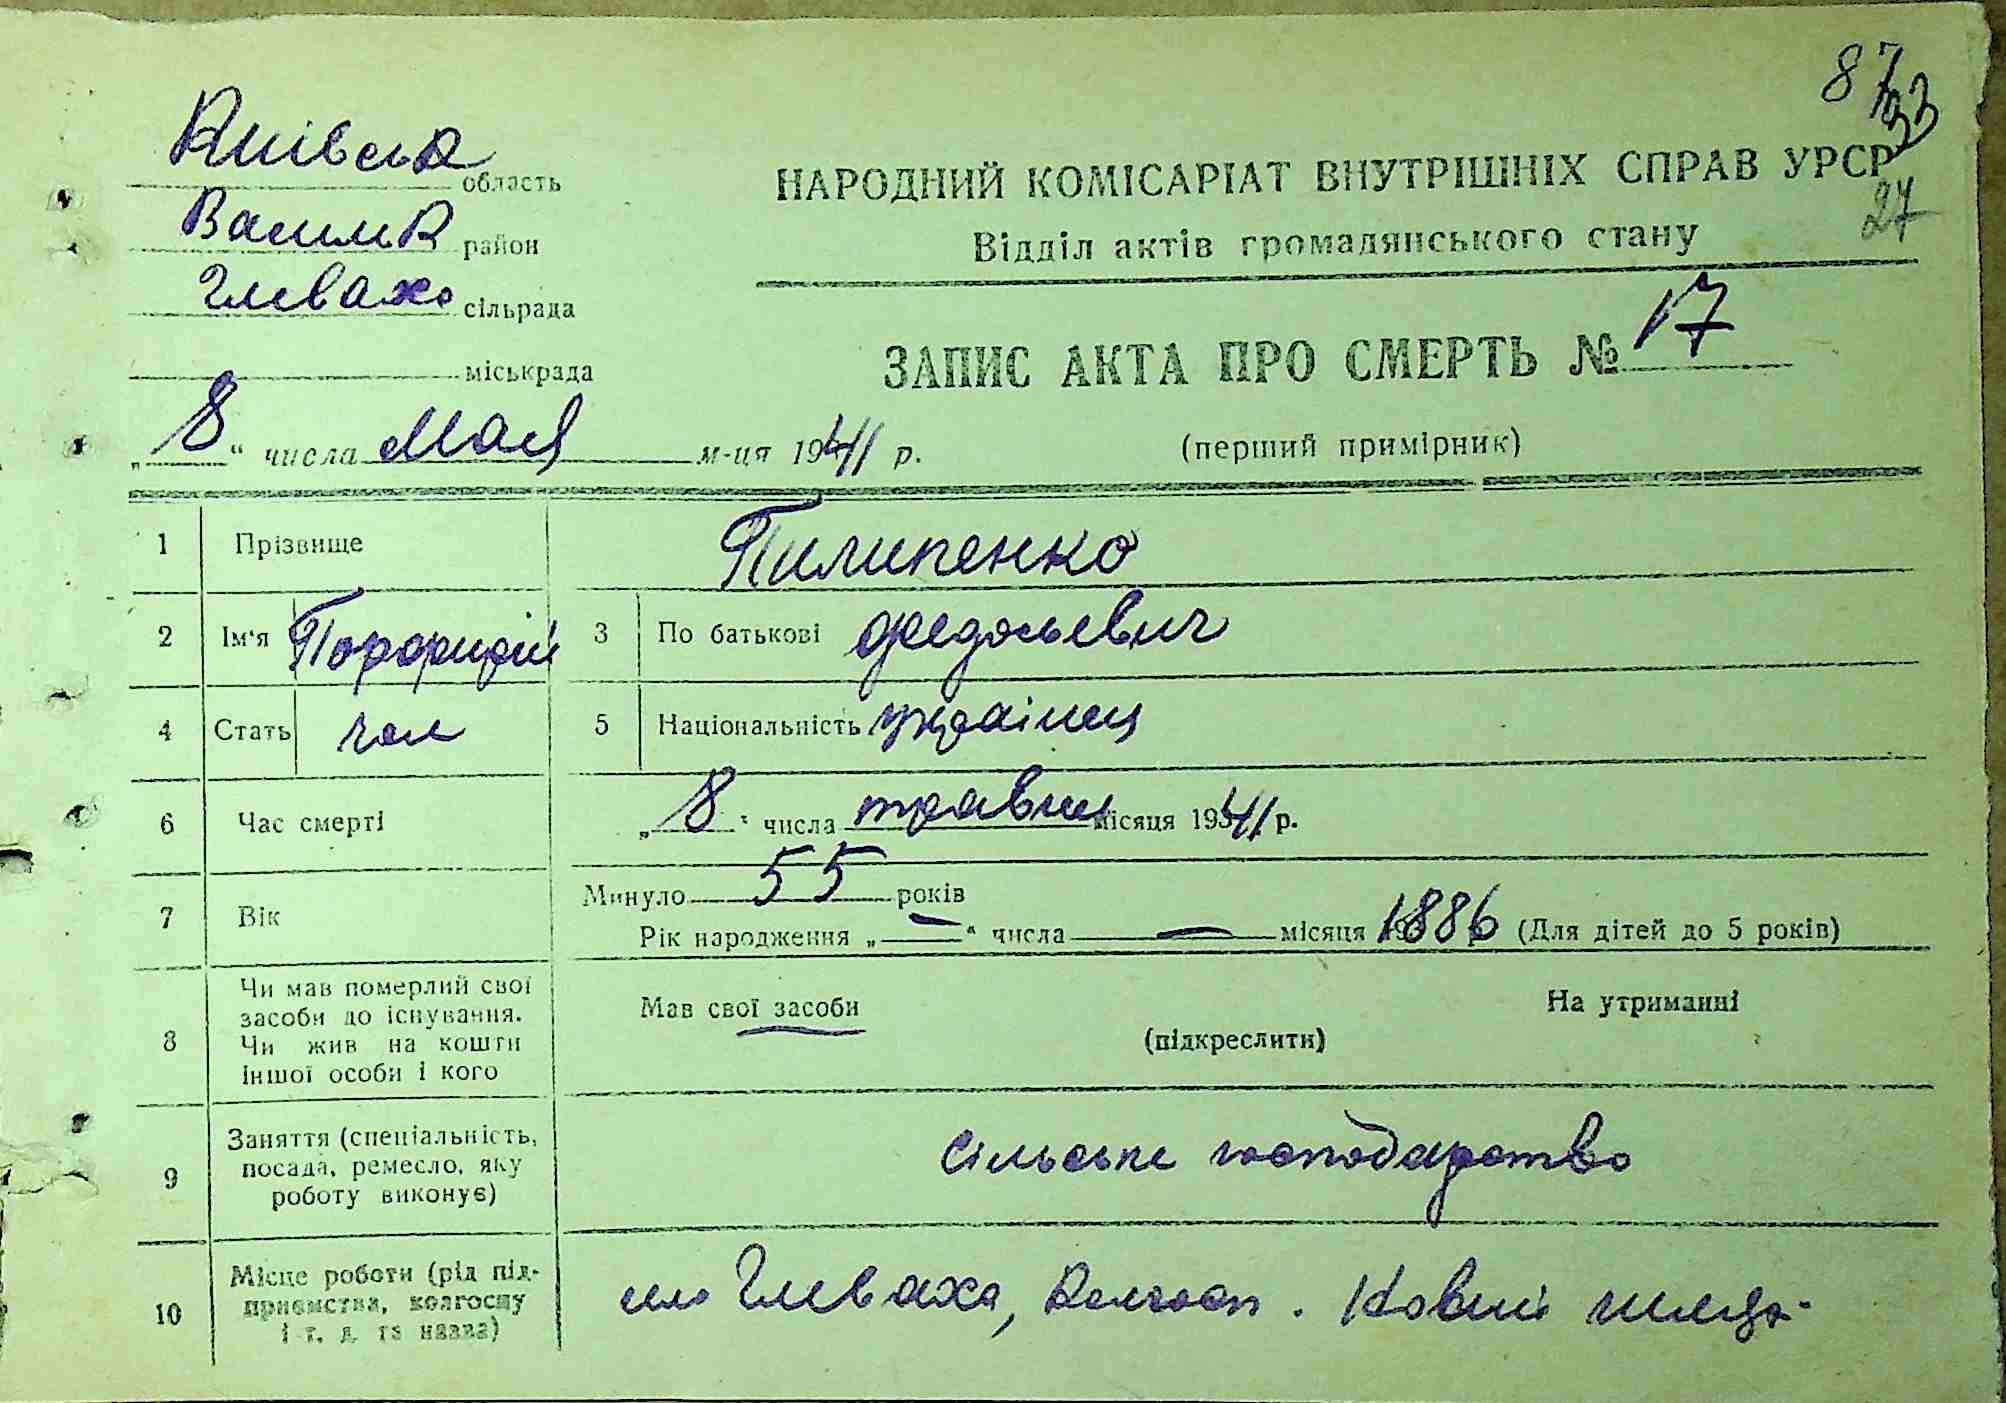 87
33
27
Київська область
Васильк район
Глеваха сільрада
міськрада
НАРОДНИЙ КОМІСАРІАТ ВНУТРІШНІХ СПРАВ УРСР
Відділ актів громадянського стану
ЗАПИС АКТА ПРО СМЕРТЬ № 17
„8“ числа Мая м-ця 1941 р.
(перший примірник)
1 Прізвище Пилипенко
2 Ім'я Порфирій 3 По батькові Федосьевич
4 Стать чол 5 Національність українец
6 Час смерті „8“ числа травня місяця 1941 р.
7 Вік Минуло 55 років
Рік народження „—“ числа — місяця 1886 (Для дітей до 5 років)
8 Чи мав померлий свої засоби до існування. Чи жив на кошти іншої особи і кого
Мав свої засоби На утриманні
(підкреслити)
9 Заняття (спеціальність, посада, ремесло, яку роботу виконує)
сільське господарство
10 Місце роботи (рід підприємства, колгоспу і т. д. та назва)
село Глеваха, колгосп. Новий шлях